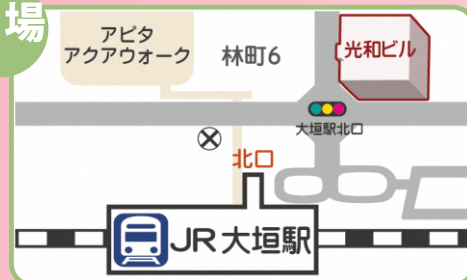 場
アピタ
アクアウォーク
林町6
光和ビル
大垣駅北口
北口
JR大垣駅